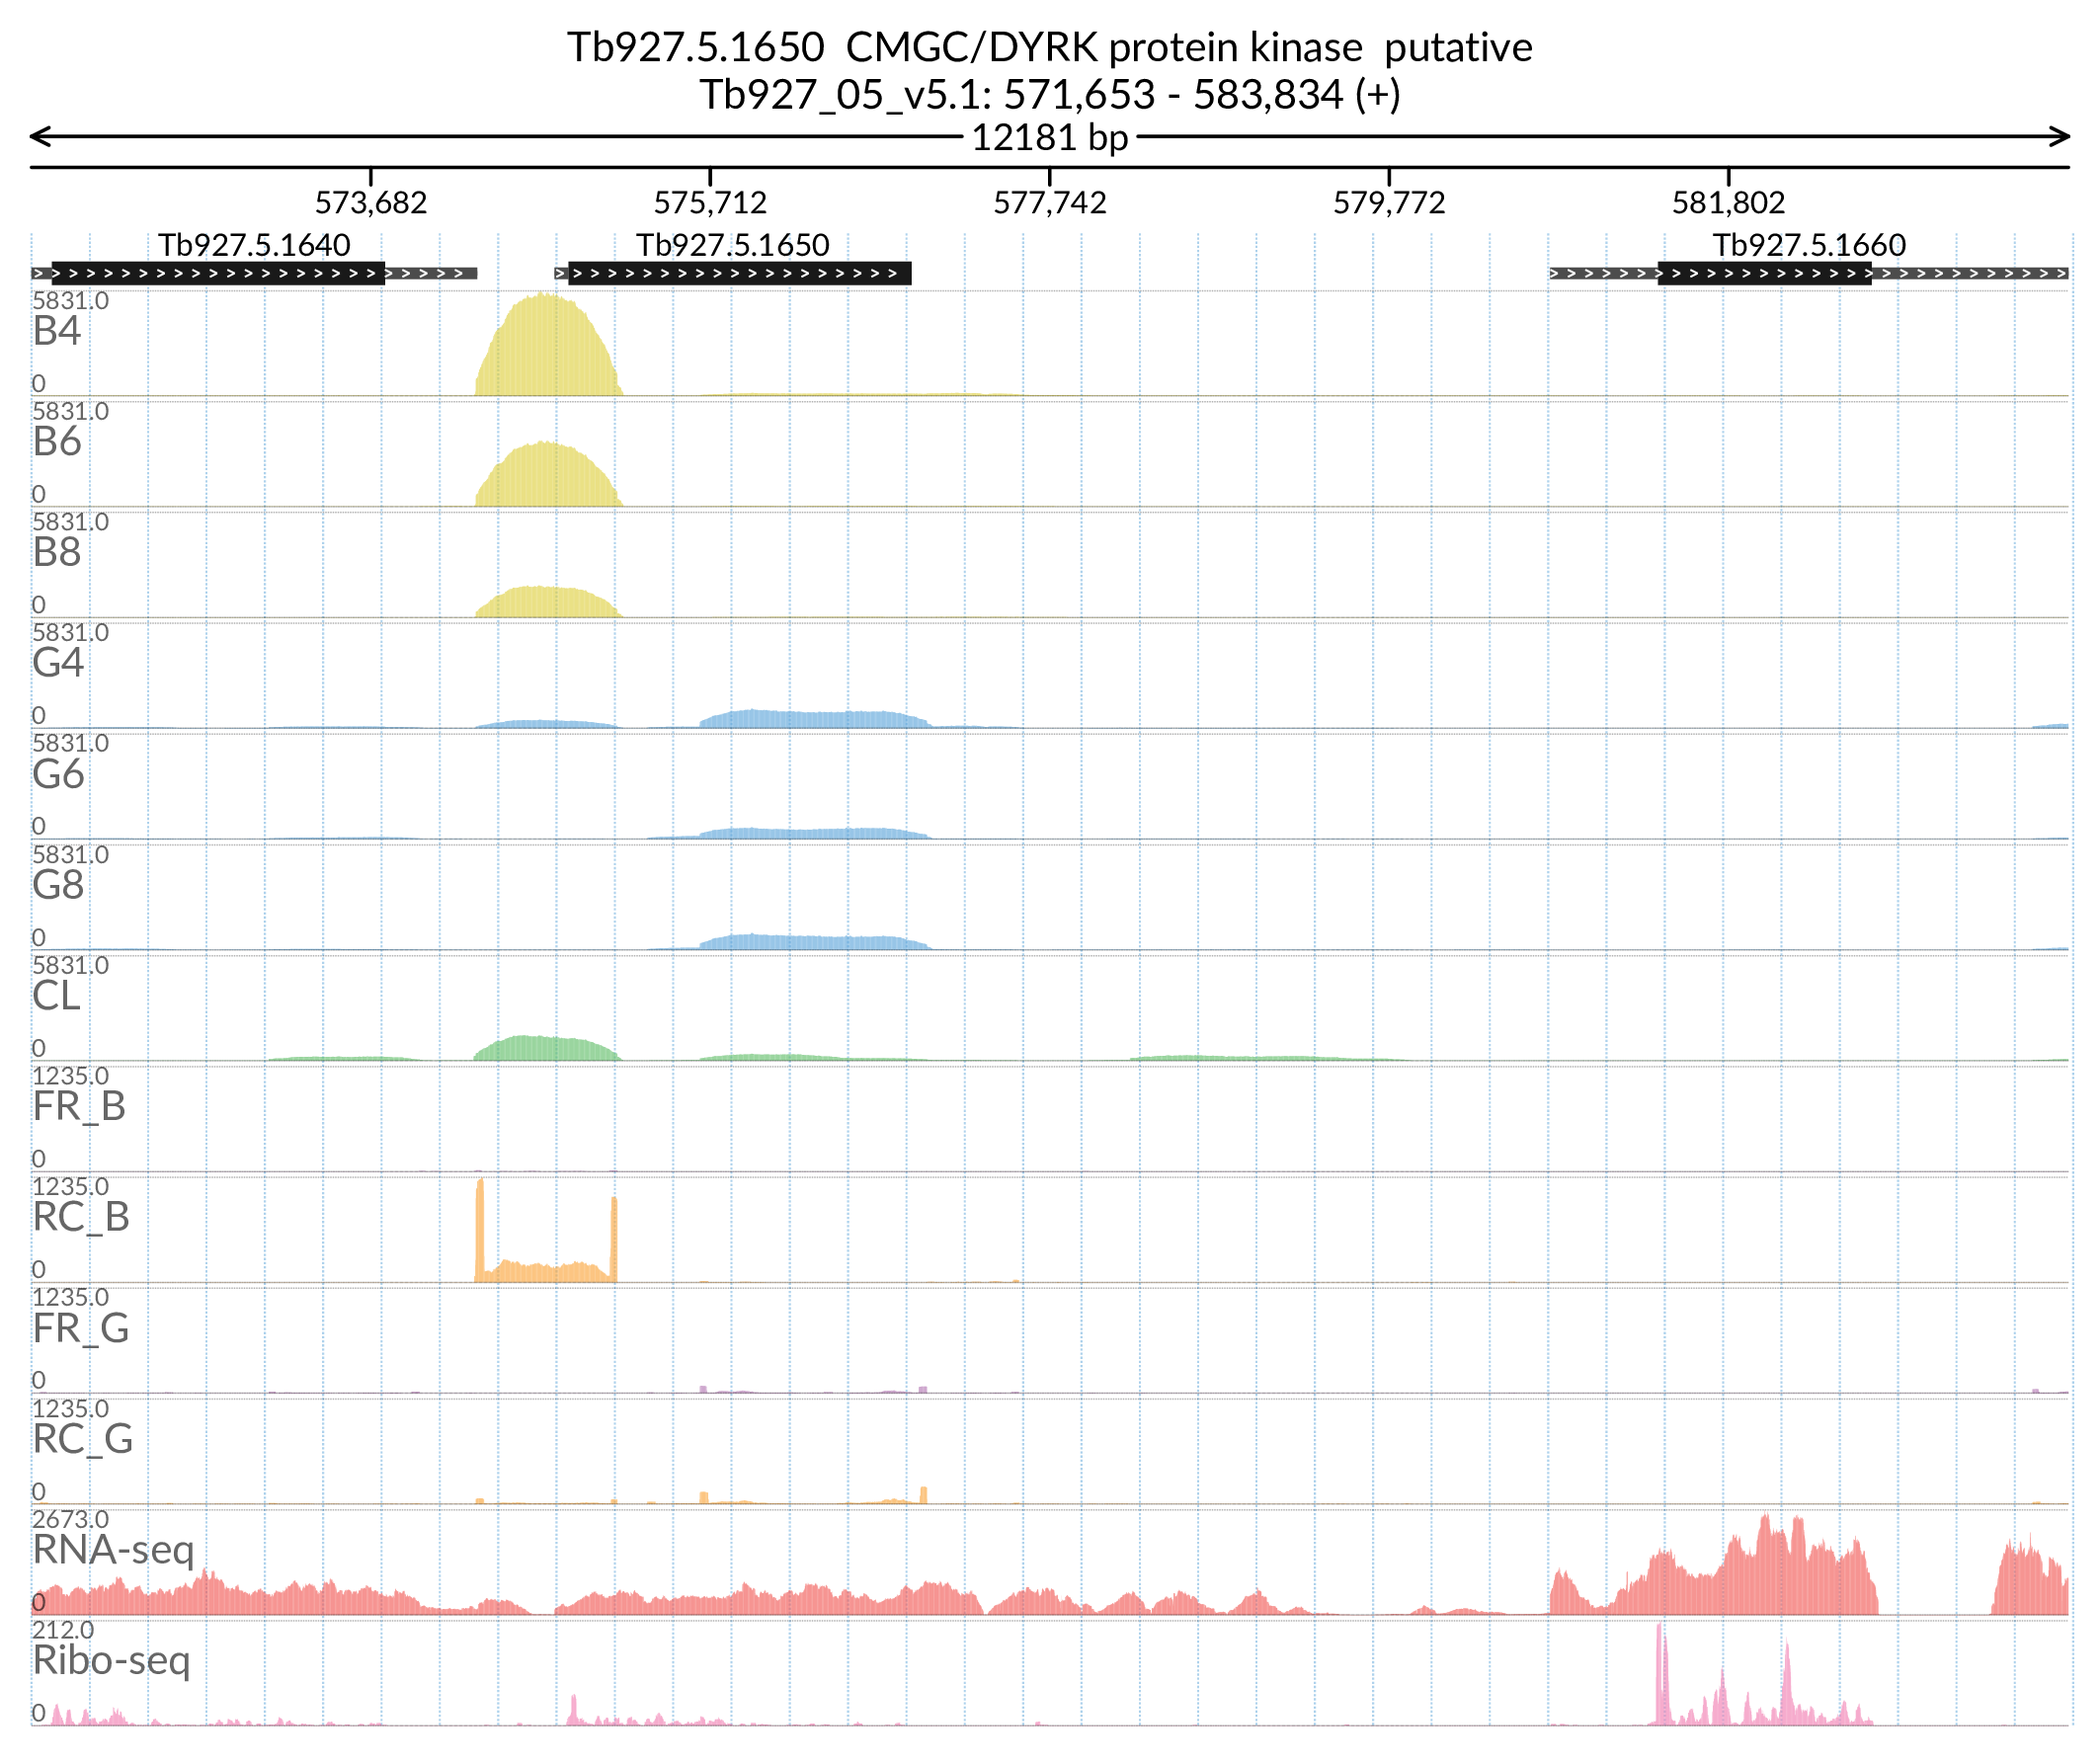 Tb927.5.1650  CMGC/DYRK protein kinase  putative
Tb927_05_v5.1: 571,653 - 583,834 (+)
12181 bp
573,682 575,712 577,742 579,772 581,802
Tb927.5.1640 Tb927.5.1650 Tb927.5.1660
5831.0
B4
0
5831.0
B6
0
5831.0
B8
0
5831.0
G4
0
5831.0
G6
0
5831.0
G8
0
5831.0
CL
0
1235.0
FR_B
0
1235.0
RC_B
0
1235.0
FR_G
0
1235.0
RC_G
0
2673.0
RNA-seq
0
212.0
Ribo-seq
0